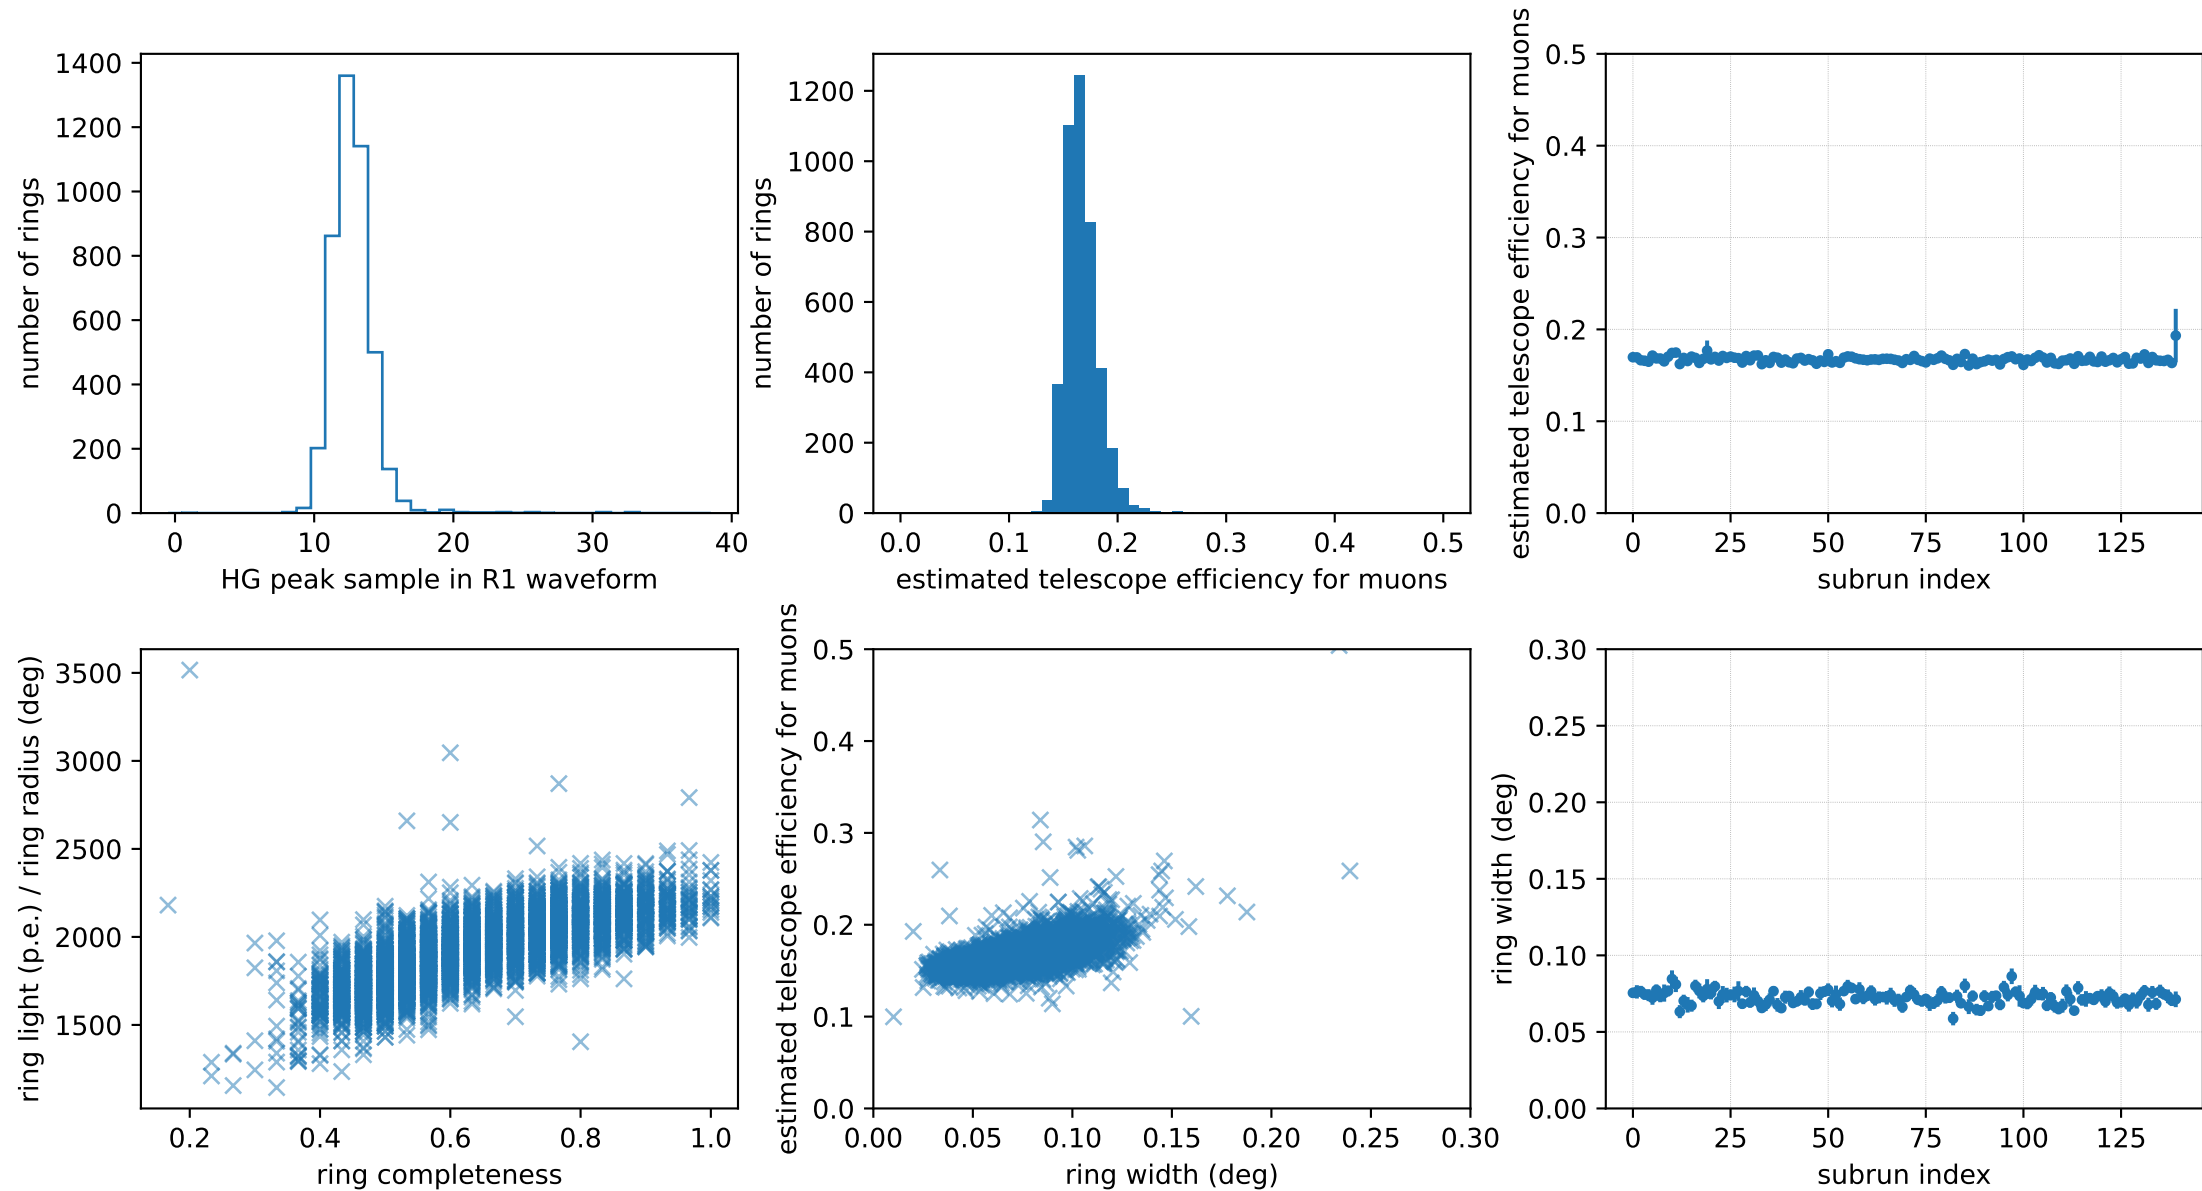 number of rings
1400
1200
1000
800
600
400
200
0
0 10 20 30 40
HG peak sample in R1 waveform
number of rings
1200
1000
800
600
400
200
0
0.0 0.1 0.2 0.3 0.4 0.5
estimated telescope efficiency for muons
estimated telescope efficiency for muons
0.5
0.4
0.3
0.2
0.1
0.0
0 25 50 75 100 125
subrun index
ring light (p.e.) / ring radius (deg)
3500
3000
2500
2000
1500
0.2 0.4 0.6 0.8 1.0
ring completeness
estimated telescope efficiency for muons
0.5
0.4
0.3
0.2
0.1
0.0
0.00 0.05 0.10 0.15 0.20 0.25 0.30
ring width (deg)
ring width (deg)
0.30
0.25
0.20
0.15
0.10
0.05
0.00
0 25 50 75 100 125
subrun index